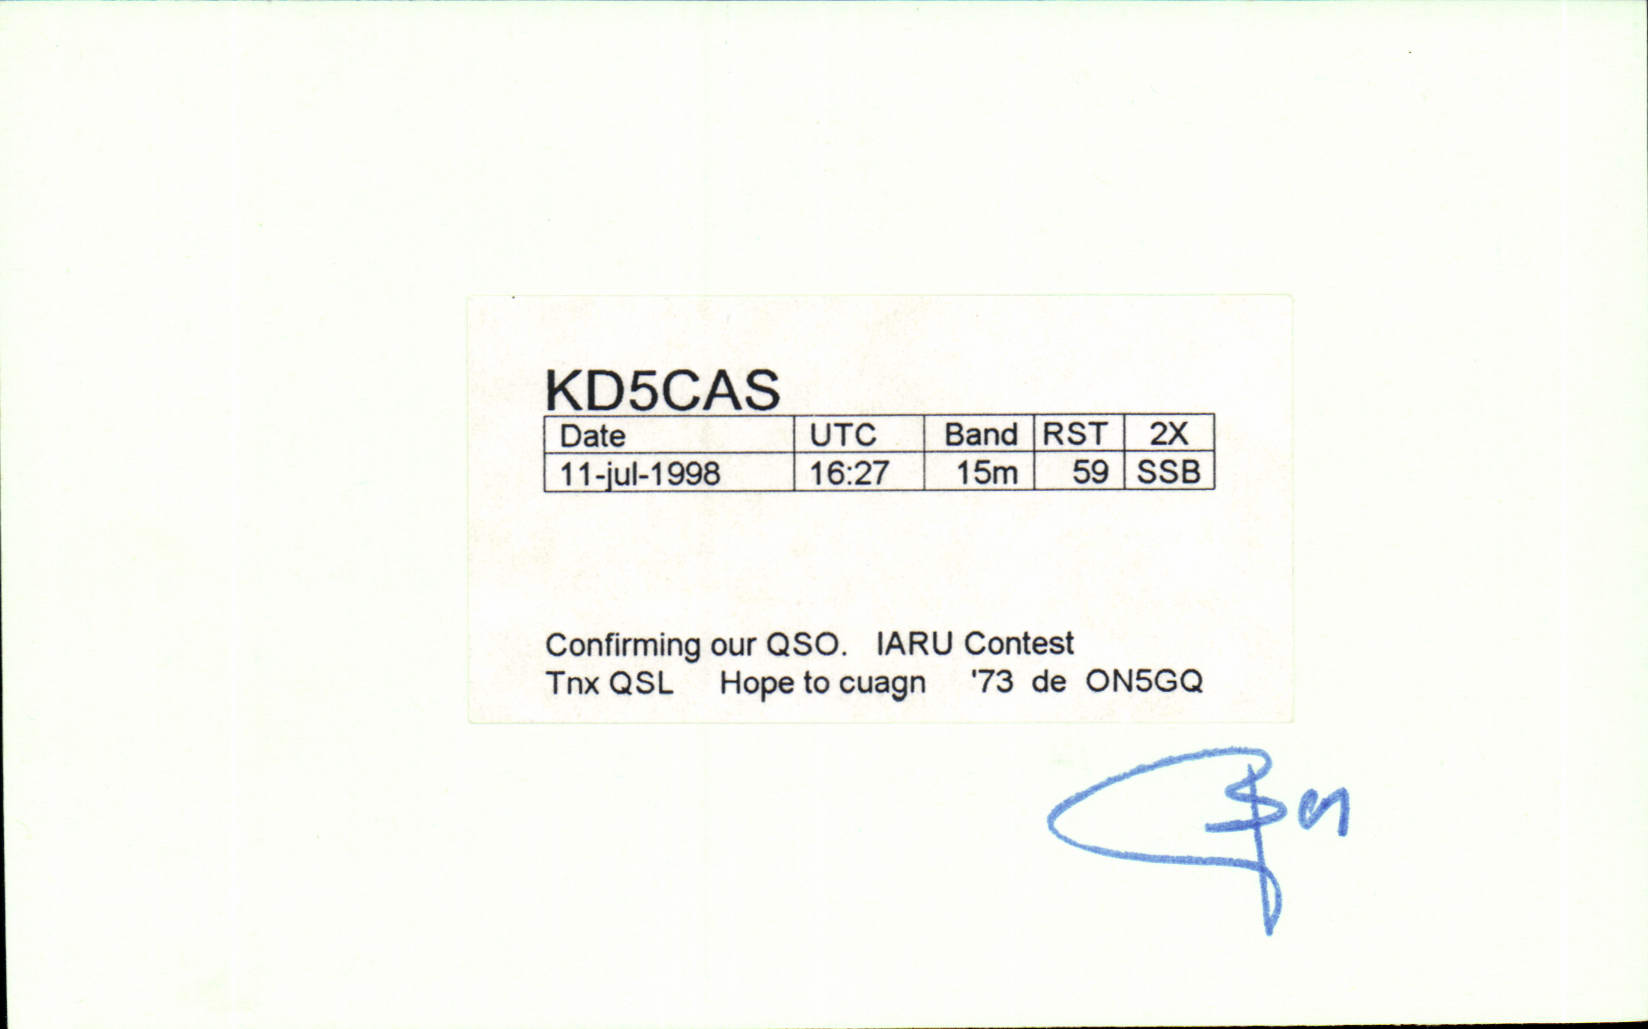 KD5CAS
Date UTC Band RST 2X
11-jul-1998 16:27 15m 59 SSB
Confirming our QSO. IARU Contest
Tnx QSL Hope to cuagn '73 de ON5GQ